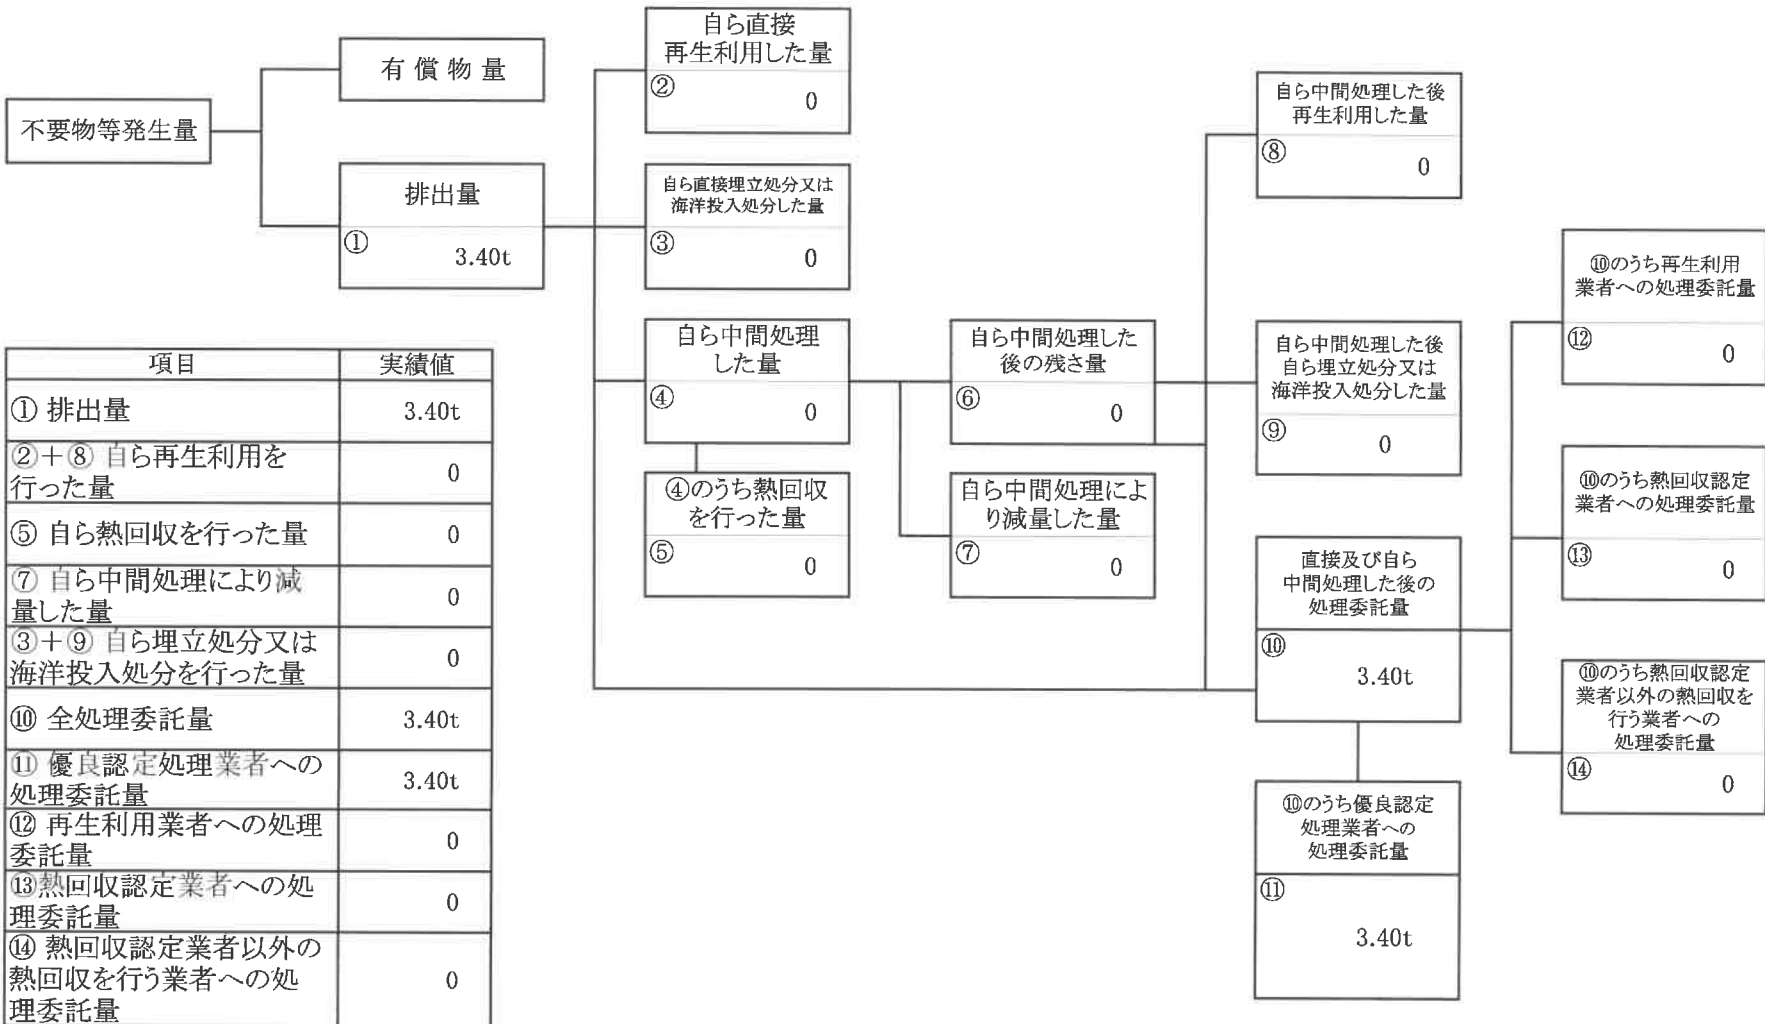 不要物等発生量
有償物量
排出量
①
3.40t
自ら直接
再生利用した量
②
0
自ら直接埋立処分又は
海洋投入処分した量
③
0
自ら中間処理
した量
④
0
④のうち熱回収
を行った量
⑤
0
自ら中間処理した
後の残さ量
⑥
0
自ら中間処理によ
り減量した量
⑦
0
自ら中間処理した後
再生利用した量
⑧
0
自ら中間処理した後
自ら埋立処分又は
海洋投入処分した量
⑨
0
直接及び自ら
中間処理した後の
処理委託量
⑩
3.40t
⑩のうち優良認定
処理業者への
処理委託量
⑪
3.40t
⑩のうち再生利用
業者への処理委託量
⑫
0
⑩のうち熱回収認定
業者への処理委託量
⑬
0
⑩のうち熱回収認定
業者以外の熱回収を
行う業者への
処理委託量
⑭
0
項目 実績値
① 排出量 3.40t
②+⑧ 自ら再生利用を
行った量 0
⑤ 自ら熱回収を行った量 0
⑦ 自ら中間処理により減
量した量 0
③+⑨ 自ら埋立処分又は
海洋投入処分を行った量 0
⑩ 全処理委託量 3.40t
⑪ 優良認定処理業者への
処理委託量 3.40t
⑫ 再生利用業者への処理
委託量 0
⑬熱回収認定業者への処
理委託量 0
⑭ 熱回収認定業者以外の
熱回収を行う業者への処
理委託量 0